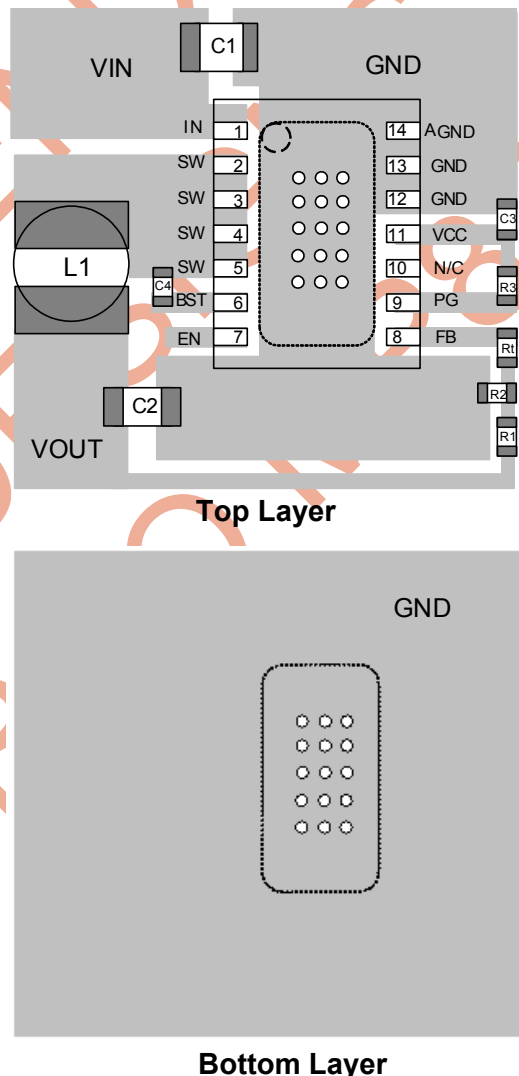 C1
VIN
GND
IN 1 14 AGND
SW 2 13 GND
SW 3 12 GND
C3
SW 4 11 VCC
L1
SW 5 10 N/C
C4
R3
BST 6 9 PG
EN 7 8 FB
Rt
R2
C2
R1
VOUT
Top Layer
GND
Bottom Layer